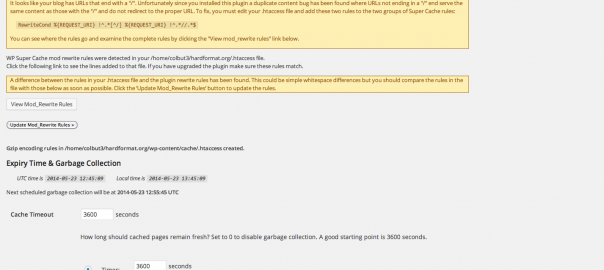 It looks like your blog has URLs that end with a "/". Unfortunately since you installed this plugin a duplicate content bug has been found where URLs not ending in a "/" end serve the
same content as those with the "/" and do not redirect to the proper URL. To fix, you must edit your .htaccess file and add these two rules to the two groups of Super Cache rules:
RewriteCond %{REQUEST_URI} !^.*[^/] RewriteCond %{REQUEST_URI} !^.*//.*$
You can see where the rules go and examine the complete rules by clicking the "View mod_rewrite rules" link below.
WP Super Cache mod rewrite rules were detected in your /home/colbut3/hardformat.org/.htaccess file.
Click the following link to see the lines added to that file. If you have upgraded the plugin make sure these rules match.
A difference between the rules in your .htaccess file and the plugin rewrite rules has been found. This could be simple whitespace differences but you should compare the rules in the
file with those below as soon as possible. Click the 'Update Mod_Rewrite Rules' button to update the rules.
View Mod_Rewrite Rules
Update Mod_Rewrite Rules »
Gzip encoding rules in /home/colbut3/hardformat.org/wp-content/cache/.htaccess created.
Expiry Time & Garbage Collection
UTC time is 2014-05-23 12:45:09 Local time is 2014-05-23 13:45:09
Next scheduled garbage collection will be at 2014-05-23 12:55:45 UTC
Cache Timeout 3600 seconds
How long should cached pages remain fresh? Set to 0 to disable garbage collection. A good starting point is 3600 seconds.
Timer: 3600 seconds